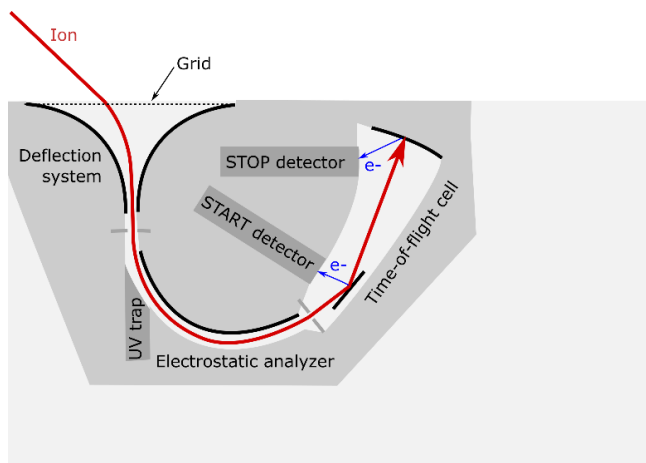 Ion
Grid
Deflection
system
STOP detector
e-
START detector
e-
Time-of-flight cell
UV trap
Electrostatic analyzer